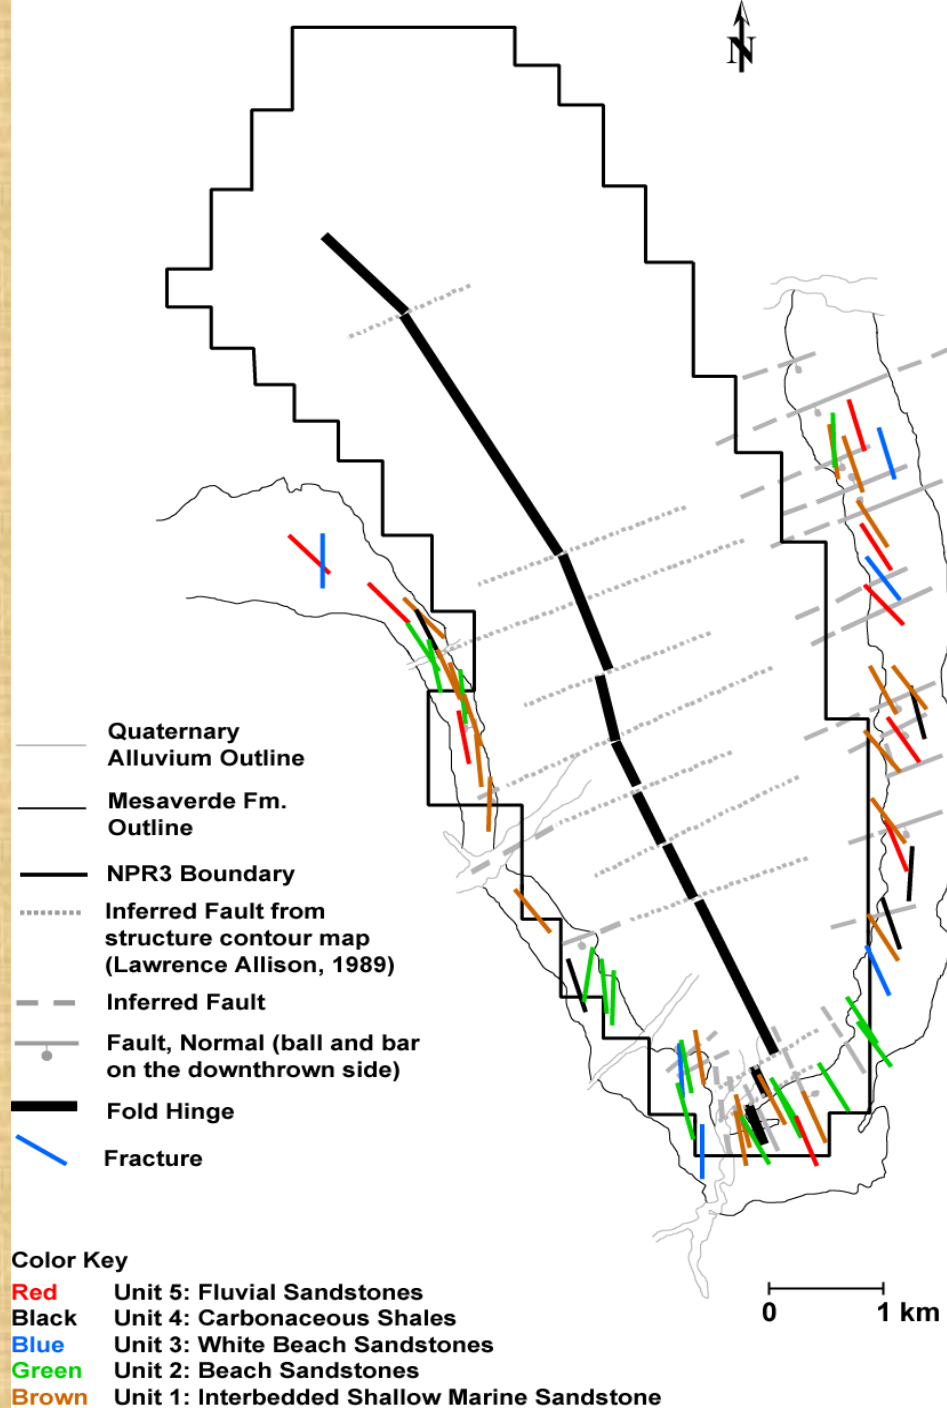 N
Quaternary
Alluvium Outline
Mesaverde Fm.
Outline
NPR3 Boundary
Inferred Fault from
structure contour map
(Lawrence Allison, 1989)
Inferred Fault
Fault, Normal (ball and bar
on the downthrown side)
Fold Hinge
Fracture
0 1 km
Color Key
Red Unit 5: Fluvial Sandstones
Black Unit 4: Carbonaceous Shales
Blue Unit 3: White Beach Sandstones
Green Unit 2: Beach Sandstones
Brown Unit 1: Interbedded Shallow Marine Sandstone